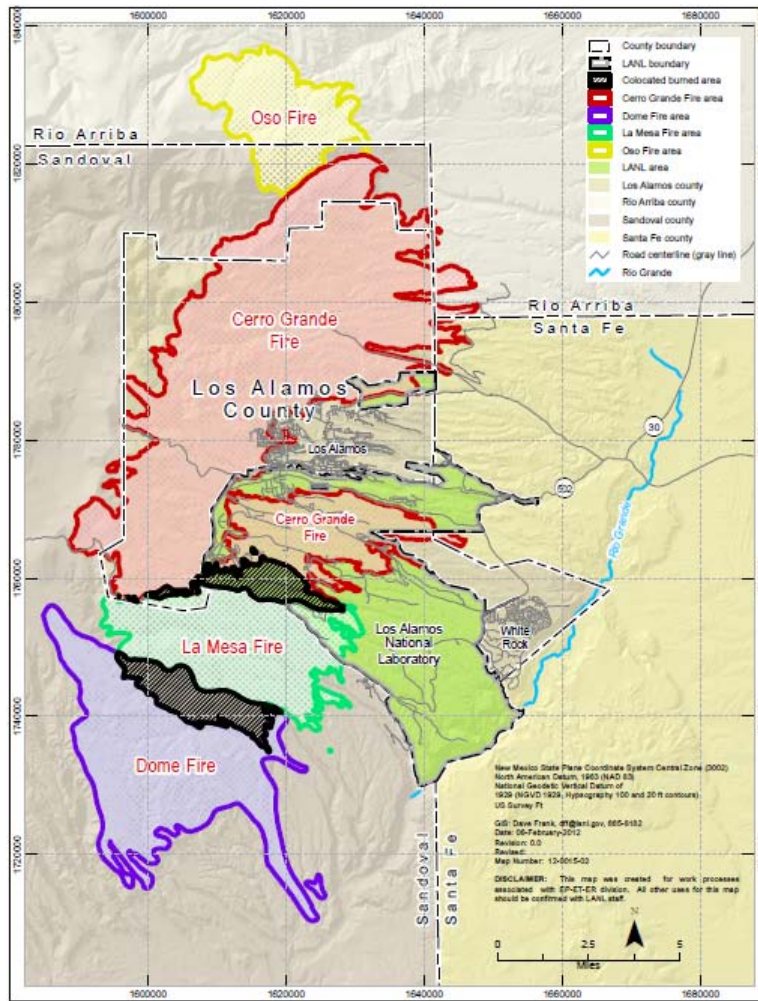 1600000
1620000
1640000
1660000
1680000
1840000
1820000
1800000
1780000
1760000
1740000
1720000
County boundary
LANL boundary
Colocated burned area
Cerro Grande Fire area
Dome Fire area
La Mesa Fire area
Oso Fire area
LANL area
Los Alamos county
Rio Arriba county
Sandoval county
Santa Fe county
Road centerline (gray line)
Rio Grande
Oso Fire
Rio Arriba
Sandoval
Rio Arriba
Santa Fe
Cerro Grande
Fire
Los Alamos
County
Los Alamos
30
502
Rio Grande
Cerro Grande
Fire
La Mesa Fire
Los Alamos
National
Laboratory
White
Rock
Dome Fire
Sandoval
Santa Fe
New Mexico State Plane Coordinate System Central Zone (3002)
North American Datum, 1983 (NAD 83)
National Geodetic Vertical Datum of
1929 (NGVD 1929, Hypsography 100 and 20 ft contours)
US Survey Ft
GIS: Dave Frank, dff@lanl.gov, 665-8182
Date: 06-February-2012
Revision: 0.0
Revised:
Map Number: 12-0015-02
DISCLAIMER: This map was created for work processes
associated with EP-ET-ER division. All other uses for this map
should be confirmed with LANL staff.
N
0 2.5 5
Miles
1600000
1620000
1640000
1660000
1680000